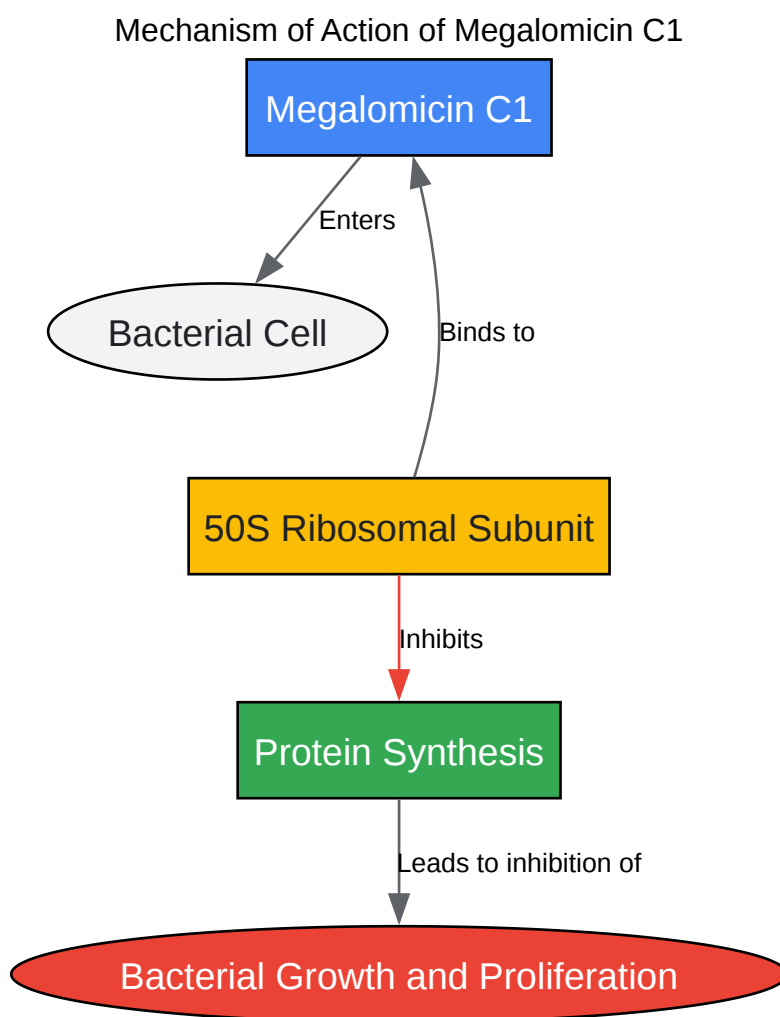 Mechanism of Action of Megalomicin C1
Megalomicin C1
Enters
Bacterial Cell
Binds to
50S Ribosomal Subunit
Inhibits
Protein Synthesis
Leads to inhibition of
Bacterial Growth and Proliferation